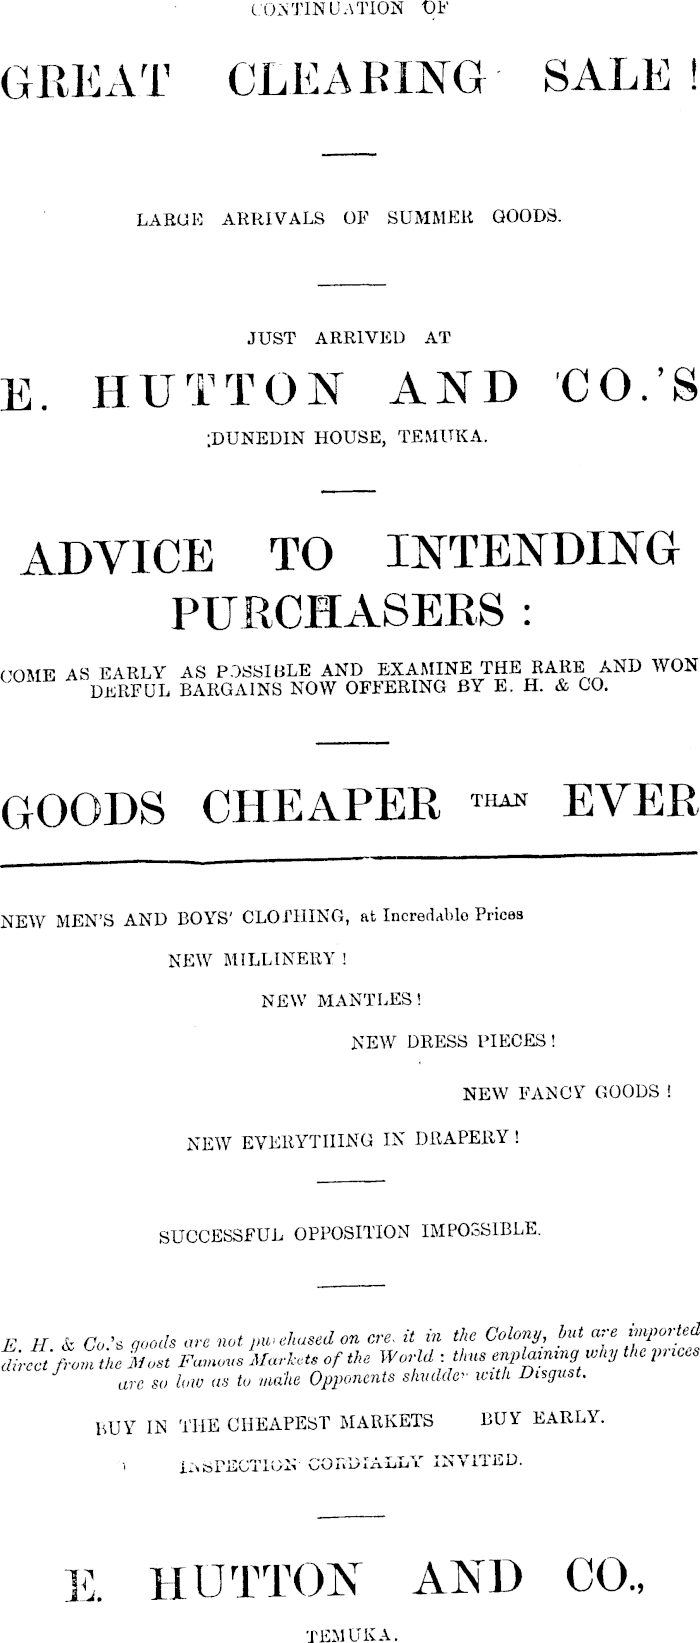 CONTINUATION OF
GREAT CLEARING SALE!
LARGE ARRIVALS OF SUMMER GOODS.
JUST ARRIVED AT
E. HUTTON AND CO.'S
DUNEDIN HOUSE, TEMUKA.
ADVICE TO INTENDING
PURCHASERS:
COME AS EARLY AS POSSIBLE AND EXAMINE THE RARE AND WON
DERFUL BARGAINS NOW OFFERING BY E. H. & CO.
GOODS CHEAPER THAN EVER
NEW MEN'S AND BOYS' CLOTHING, at Incredable Prices
NEW MILLINERY!
NEW MANTLES!
NEW DRESS PIECES!
NEW FANCY GOODS!
NEW EVERYTHING IN DRAPERY!
SUCCESSFUL OPPOSITION IMPOSSIBLE.
E. H. & Co.'s goods are not purchased on credit in the Colony, but are imported
direct from the Most Famous Markets of the World: thus enplaining why the prices
are so low as to make Opponents shudder with Disgust.
BUY IN THE CHEAPEST MARKETS BUY EARLY.
INSPECTION CORDIALLY INVITED.
E. HUTTON AND CO.,
TEMUKA.